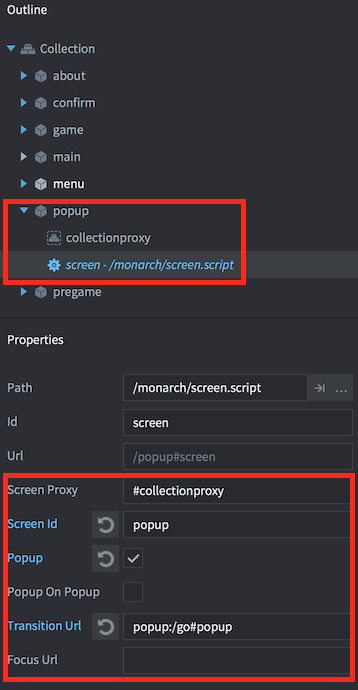 Outline
Collection
about
confirm
game
main
menu
popup
collectionproxy
screen - /monarch/screen.script
pregame
Properties
Path /monarch/screen.script ...
Id screen
Url /popup#screen
Screen Proxy #collectionproxy
Screen Id popup
Popup
Popup On Popup
Transition Url popup:/go#popup
Focus Url